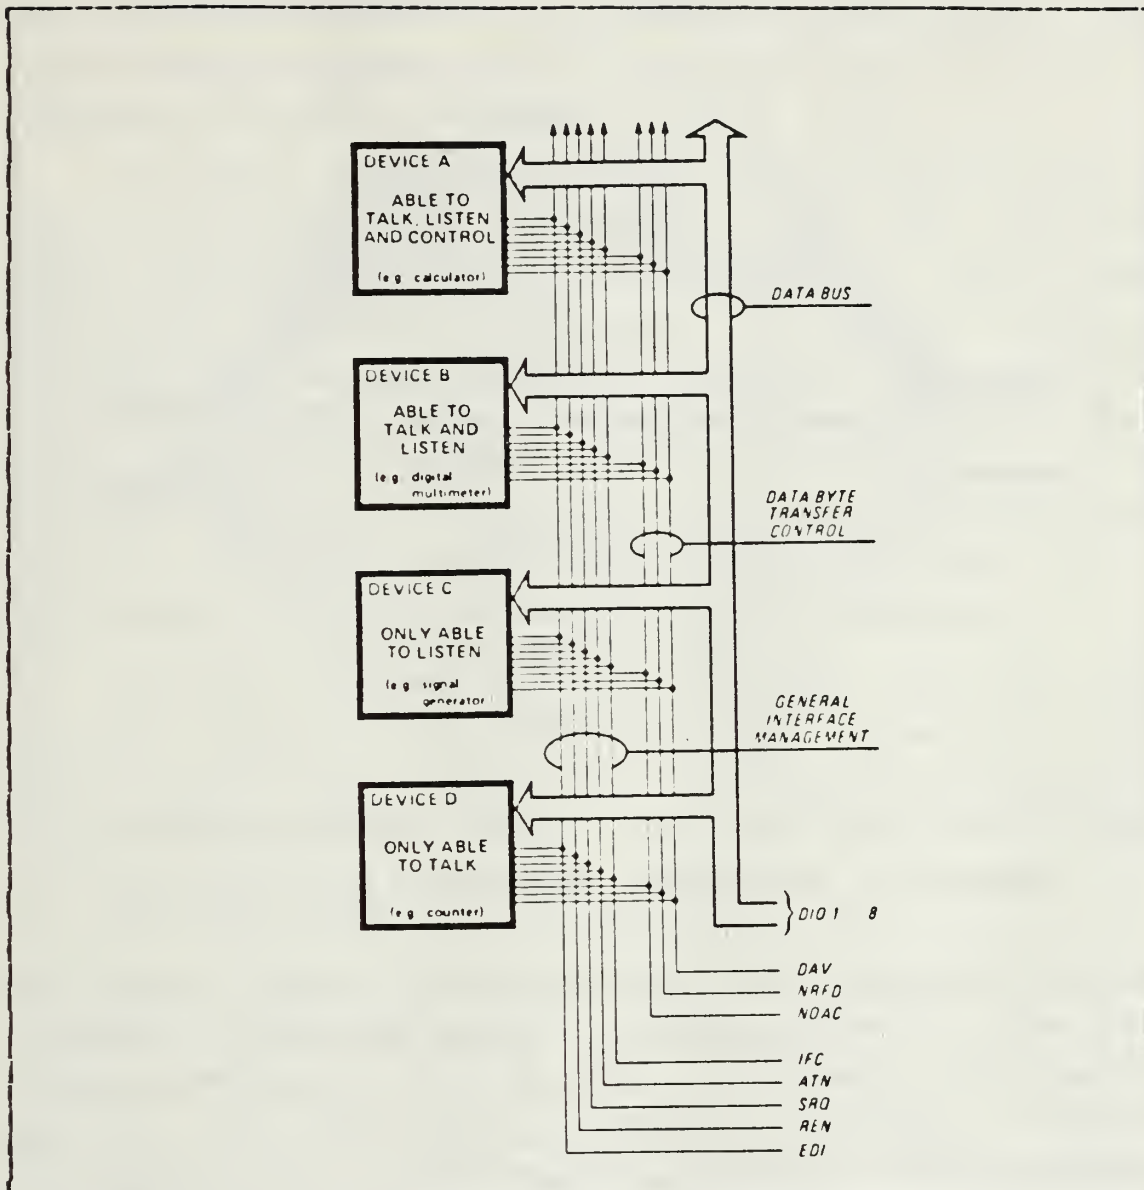 DEVICE A
ABLE TO
TALK, LISTEN
AND CONTROL
(e.g. calculator)
DATA BUS
DEVICE B
ABLE TO
TALK AND
LISTEN
(e.g. digital
multimeter)
DATA BYTE
TRANSFER
CONTROL
DEVICE C
ONLY ABLE
TO LISTEN
(e.g. signal
generator)
GENERAL
INTERFACE
MANAGEMENT
DEVICE D
ONLY ABLE
TO TALK
(e.g. counter)
DIO 1 8
DAV
NRFD
NDAC
IFC
ATN
SRQ
REN
EOI